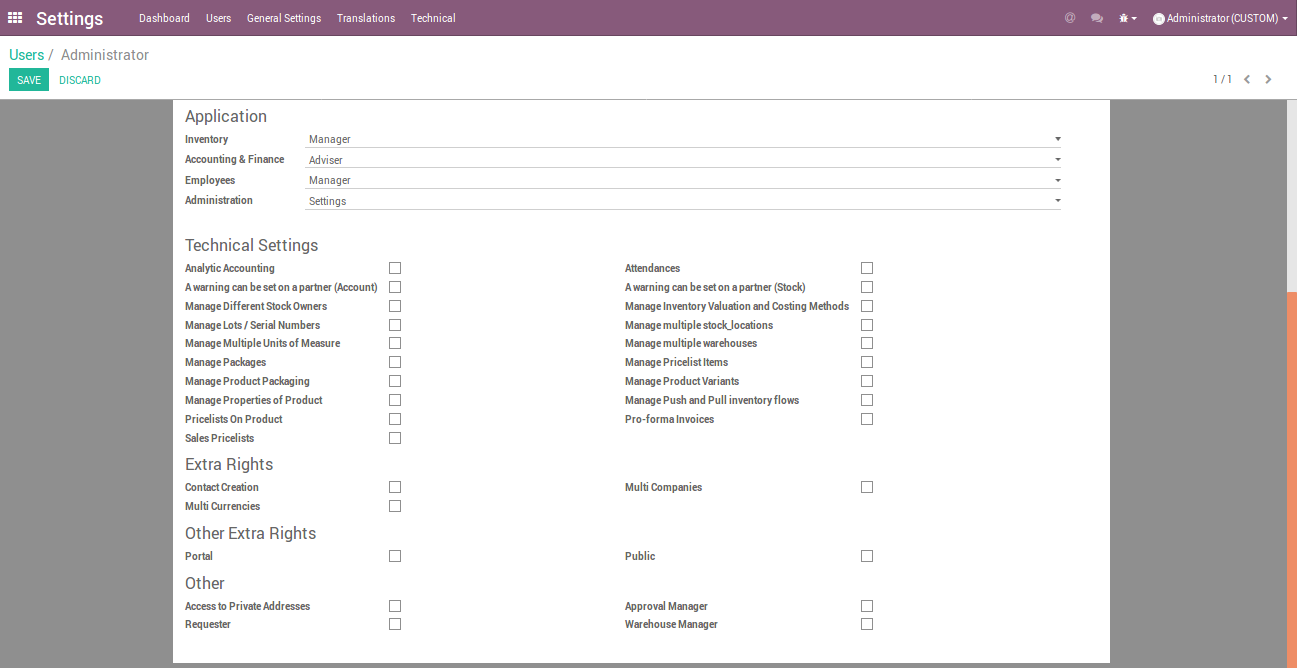 Settings Dashboard Users General Settings Translations Technical @ Administrator (CUSTOM)
Users / Administrator
SAVE DISCARD 1 / 1
Application
Inventory Manager
Accounting & Finance Adviser
Employees Manager
Administration Settings
Technical Settings
Analytic Accounting Attendances
A warning can be set on a partner (Account) A warning can be set on a partner (Stock)
Manage Different Stock Owners Manage Inventory Valuation and Costing Methods
Manage Lots / Serial Numbers Manage multiple stock_locations
Manage Multiple Units of Measure Manage multiple warehouses
Manage Packages Manage Pricelist Items
Manage Product Packaging Manage Product Variants
Manage Properties of Product Manage Push and Pull inventory flows
Pricelists On Product Pro-forma Invoices
Sales Pricelists
Extra Rights
Contact Creation Multi Companies
Multi Currencies
Other Extra Rights
Portal Public
Other
Access to Private Addresses Approval Manager
Requester Warehouse Manager